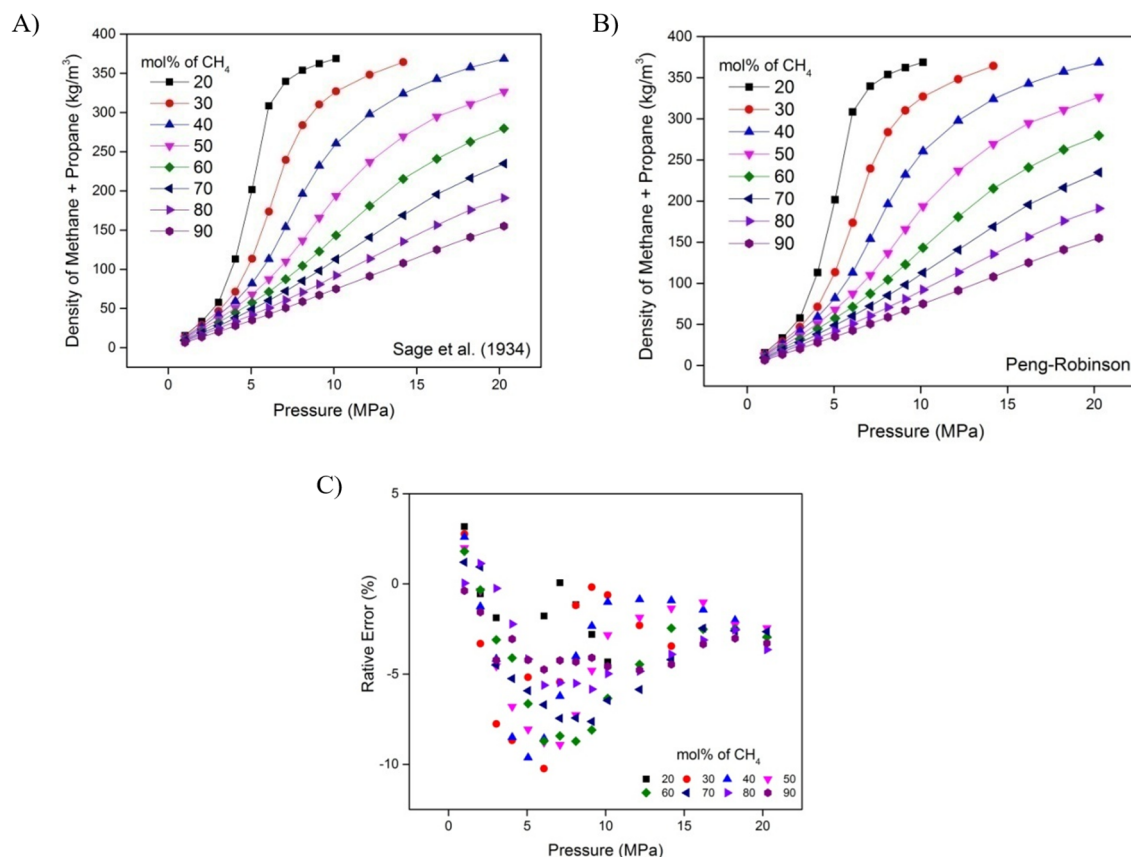 A)
Density of Methane + Propane (kg/m³)
400
350
300
250
200
150
100
50
0
mol% of CH₄
20
30
40
50
60
70
80
90
Sage et al. (1934)
0 5 10 15 20
Pressure (MPa)
B)
Density of Methane + Propane (kg/m³)
400
350
300
250
200
150
100
50
0
mol% of CH₄
20
30
40
50
60
70
80
90
Peng-Robinson
0 5 10 15 20
Pressure (MPa)
C)
Rative Error (%)
5
0
-5
-10
mol% of CH₄
20 30 40 50
60 70 80 90
0 5 10 15 20
Pressure (MPa)